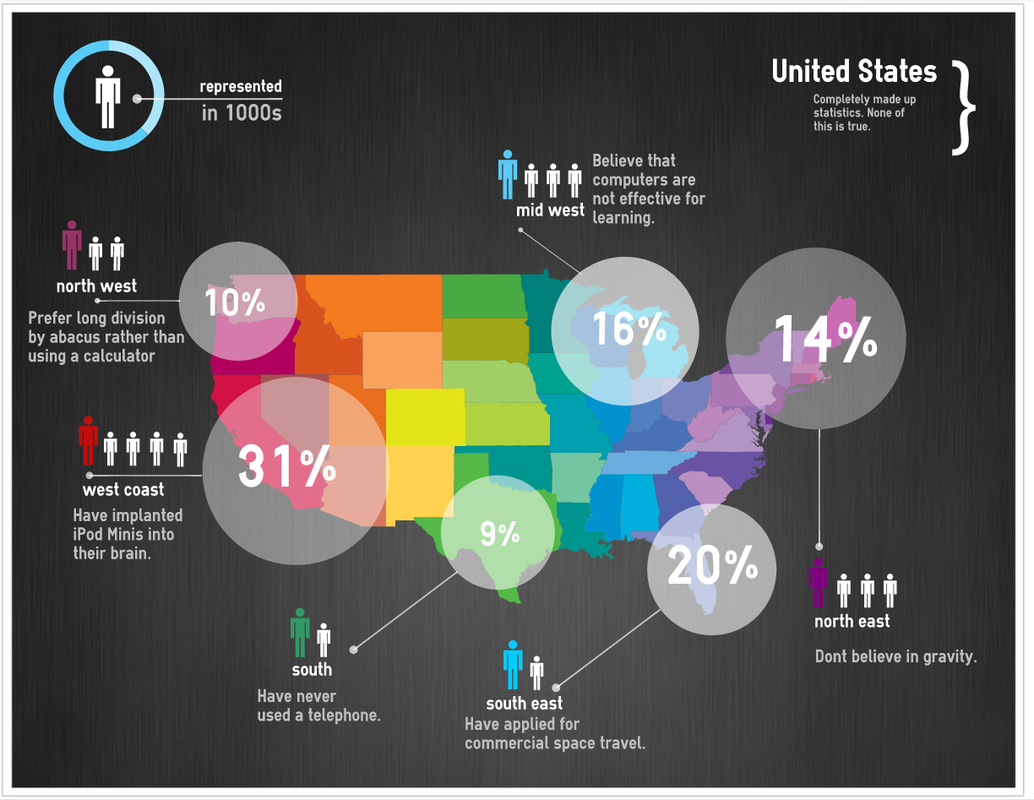 represented
in 1000s
United States
Completely made up
statistics. None of
this is true.
}
Believe that
computers are
not effective for
learning.
mid west
north west
Prefer long division
by abacus rather than
using a calculator
10%
16%
14%
west coast
Have implanted
iPod Minis into
their brain.
31%
9%
20%
south
Have never
used a telephone.
south east
Have applied for
commercial space travel.
north east
Dont believe in gravity.